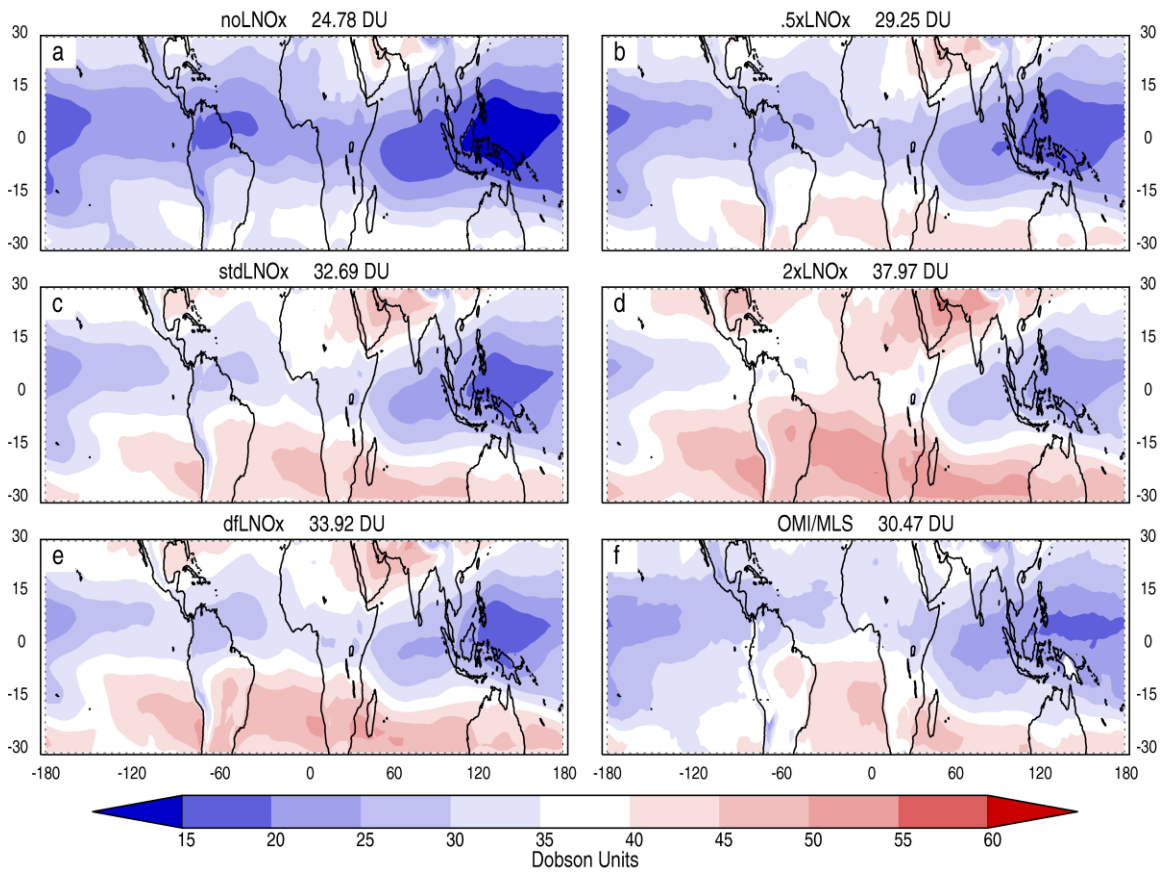 noLNOx 24.78 DU
.5xLNOx 29.25 DU
30 30
a b
15 15
0 0
-15 -15
-30 -30
stdLNOx 32.69 DU
2xLNOx 37.97 DU
30 30
c d
15 15
0 0
-15 -15
-30 -30
dfLNOx 33.92 DU
OMI/MLS 30.47 DU
30 30
e f
15 15
0 0
-15 -15
-30 -30
-180 -120 -60 0 60 120 180 -120 -60 0 60 120 180
15 20 25 30 35 40 45 50 55 60
Dobson Units